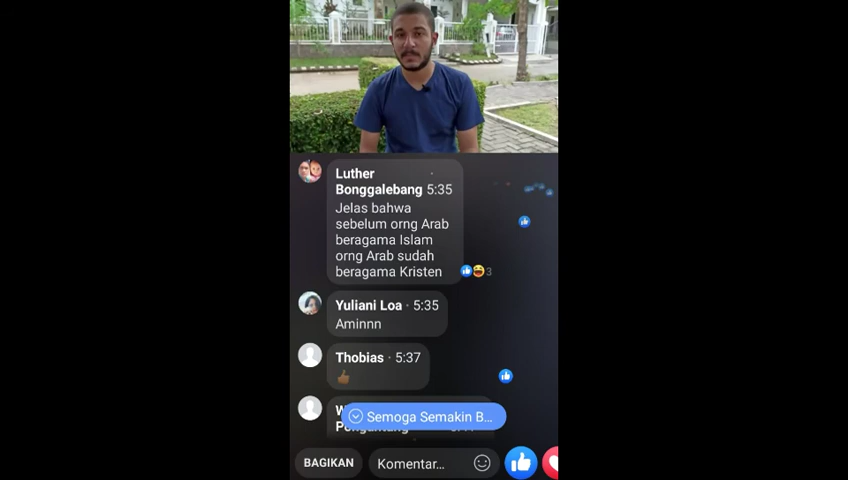 Luther
Bonggalebang 5:35
Jelas bahwa
sebelum orng Arab
beragama Islam
orng Arab sudah
beragama Kristen
3
Yuliani Loa · 5:35
Aminnn
Thobias · 5:37
Semoga Semakin B...
BAGIKAN
Komentar...